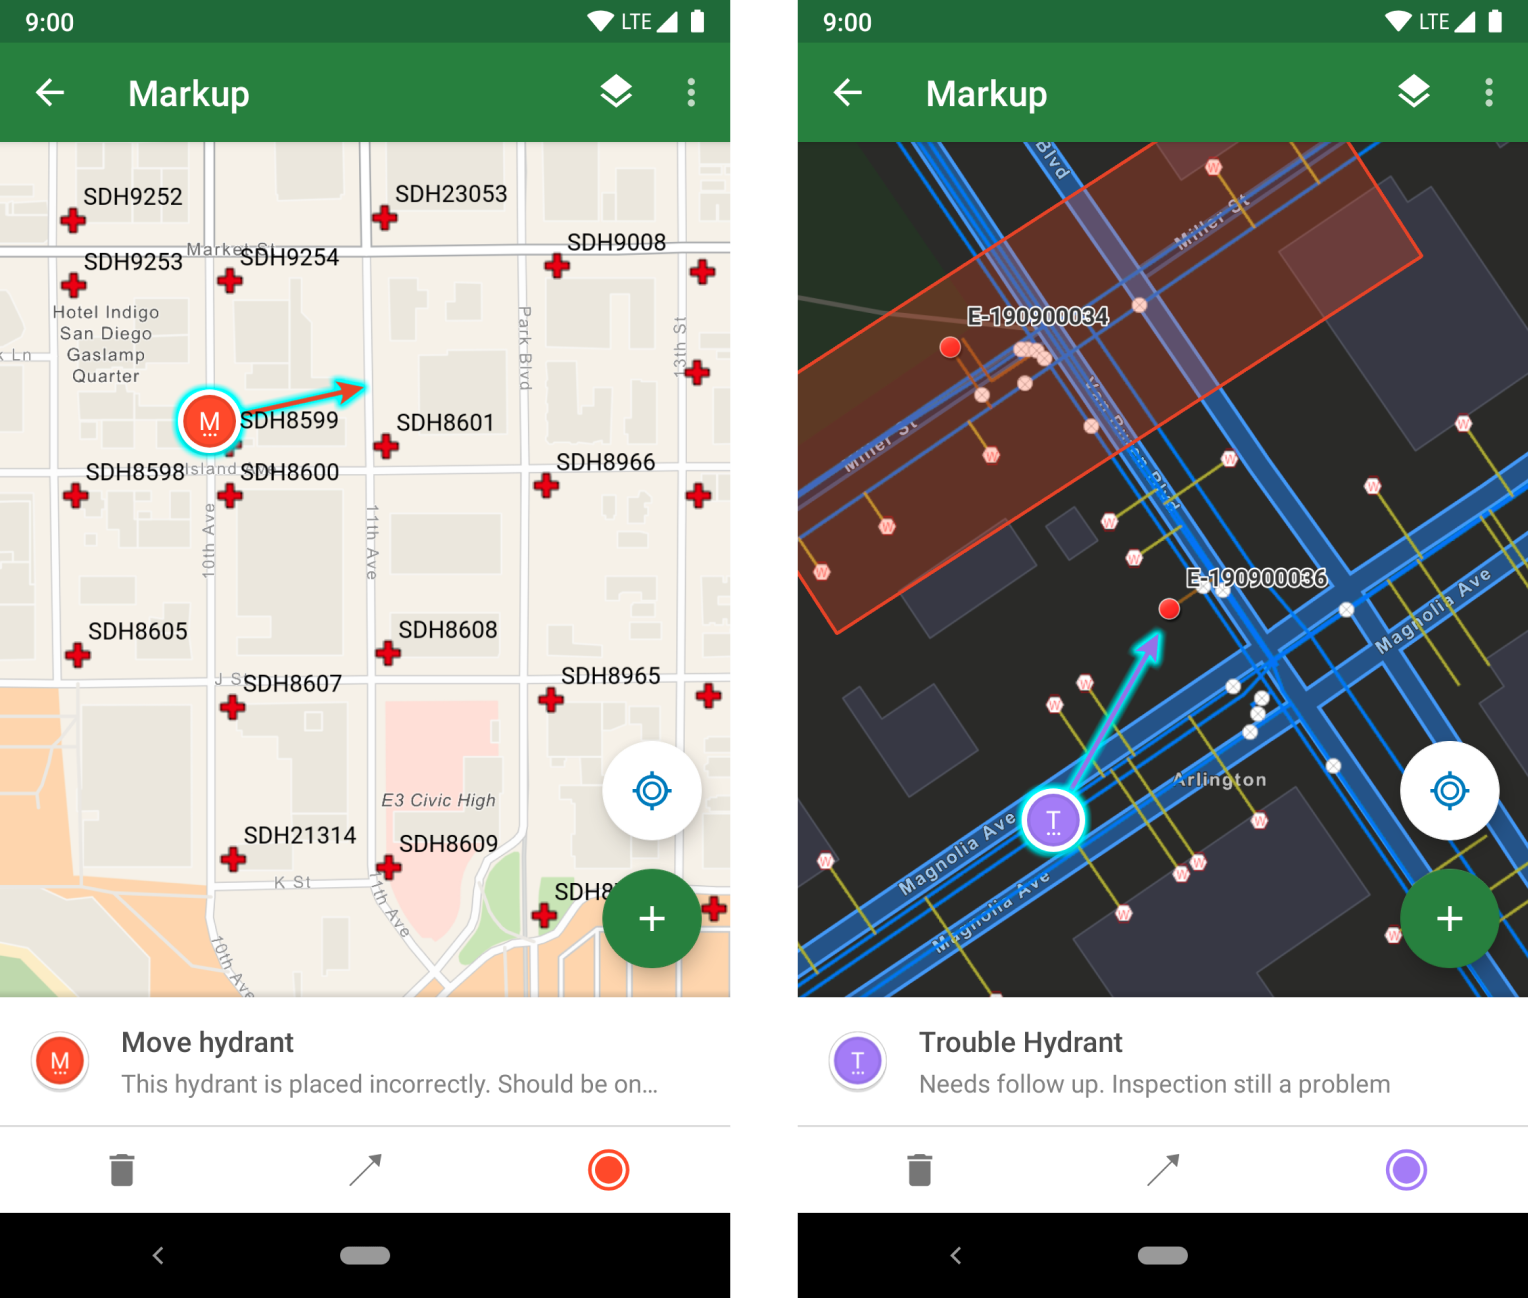 9:00
LTE
Markup
SDH9252
SDH23053
Market St
SDH9008
SDH9253
SDH9254
Hotel Indigo
San Diego
Gaslamp
Quarter
Park Blvd
13th St
k Ln
M
SDH8599
SDH8601
SDH8598
Island Ave
SDH8600
SDH8966
10th Ave
11th Ave
SDH8605
SDH8608
J St
SDH8607
SDH8965
E3 Civic High
SDH21314
SDH8609
K St
11th Ave
SDH8
10th Ave
M
Move hydrant
This hydrant is placed incorrectly. Should be on...
9:00
LTE
Markup
Blvd
Miller St
E-190900034
Van Buren Blvd
Miller St
E-190900036
Magnolia Ave
Arlington
T
Magnolia Ave
Magnolia Ave
T
Trouble Hydrant
Needs follow up. Inspection still a problem